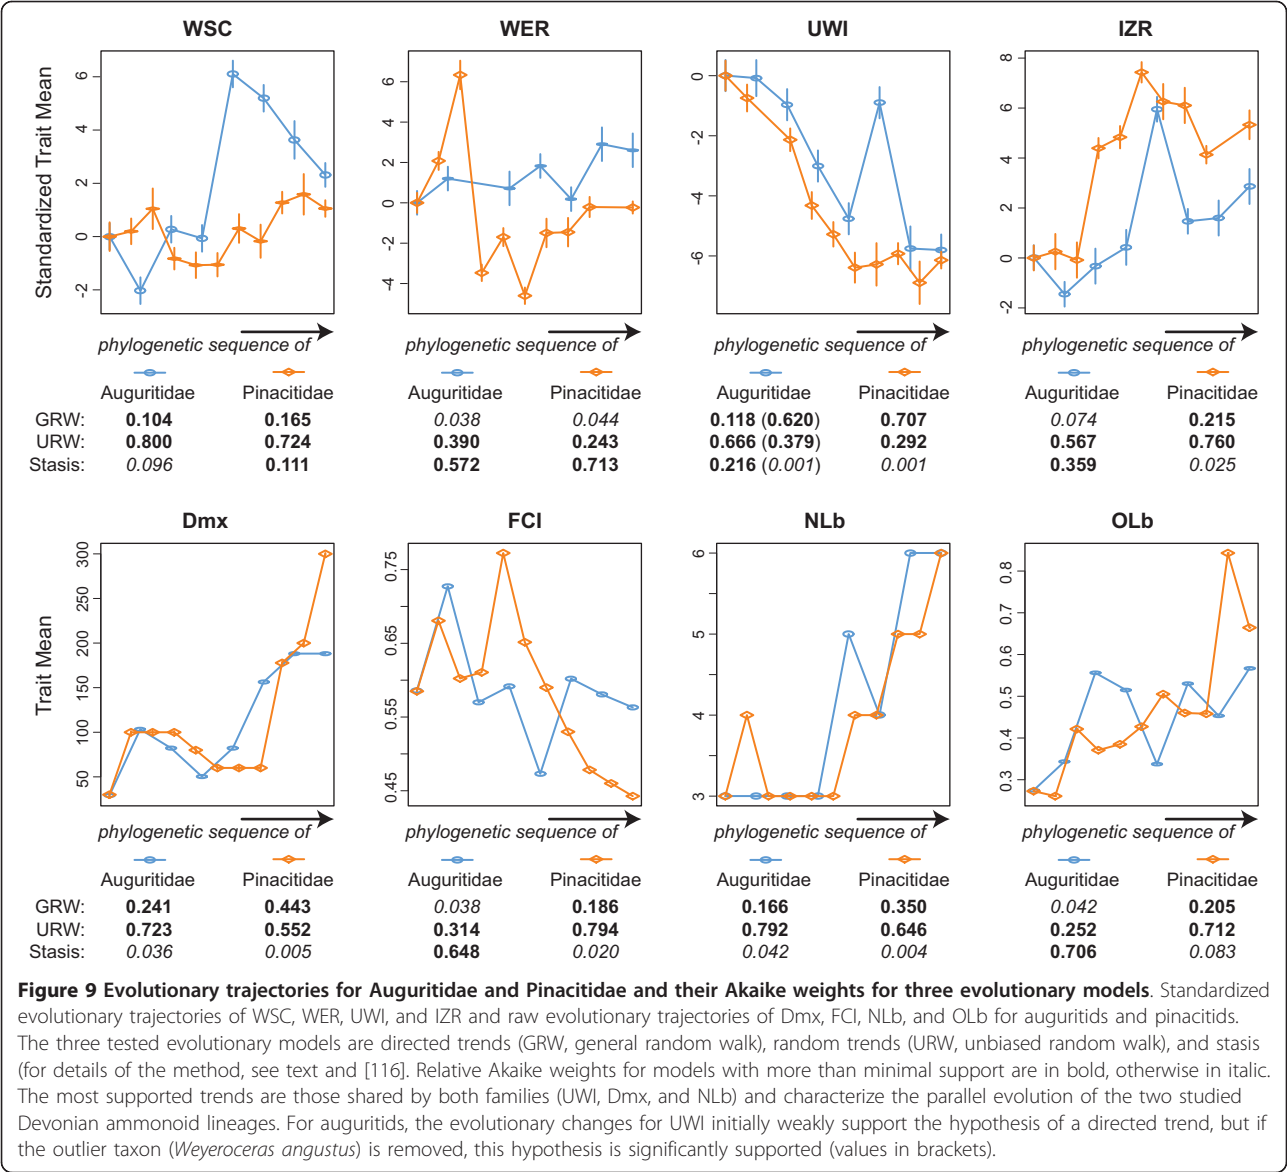 WSC WER UWI IZR
Standardized Trait Mean
6
4
2
0
-2
6
4
2
0
-2
-4
0
-2
-4
-6
8
6
4
2
0
-2
phylogenetic sequence of phylogenetic sequence of phylogenetic sequence of phylogenetic sequence of
Auguritidae Pinacitidae Auguritidae Pinacitidae Auguritidae Pinacitidae Auguritidae Pinacitidae
GRW: 0.104 0.165 0.038 0.044 0.118 (0.620) 0.707 0.074 0.215
URW: 0.800 0.724 0.390 0.243 0.666 (0.379) 0.292 0.567 0.760
Stasis: 0.096 0.111 0.572 0.713 0.216 (0.001) 0.001 0.359 0.025
Dmx FCI NLb OLb
Trait Mean
300
250
200
150
100
50
0.75
0.65
0.55
0.45
6
5
4
3
0.8
0.7
0.6
0.5
0.4
0.3
phylogenetic sequence of phylogenetic sequence of phylogenetic sequence of phylogenetic sequence of
Auguritidae Pinacitidae Auguritidae Pinacitidae Auguritidae Pinacitidae Auguritidae Pinacitidae
GRW: 0.241 0.443 0.038 0.186 0.166 0.350 0.042 0.205
URW: 0.723 0.552 0.314 0.794 0.792 0.646 0.252 0.712
Stasis: 0.036 0.005 0.648 0.020 0.042 0.004 0.706 0.083
Figure 9 Evolutionary trajectories for Auguritidae and Pinacitidae and their Akaike weights for three evolutionary models. Standardized
evolutionary trajectories of WSC, WER, UWI, and IZR and raw evolutionary trajectories of Dmx, FCI, NLb, and OLb for auguritids and pinacitids.
The three tested evolutionary models are directed trends (GRW, general random walk), random trends (URW, unbiased random walk), and stasis
(for details of the method, see text and [116]. Relative Akaike weights for models with more than minimal support are in bold, otherwise in italic.
The most supported trends are those shared by both families (UWI, Dmx, and NLb) and characterize the parallel evolution of the two studied
Devonian ammonoid lineages. For auguritids, the evolutionary changes for UWI initially weakly support the hypothesis of a directed trend, but if
the outlier taxon (Weyeroceras angustus) is removed, this hypothesis is significantly supported (values in brackets).